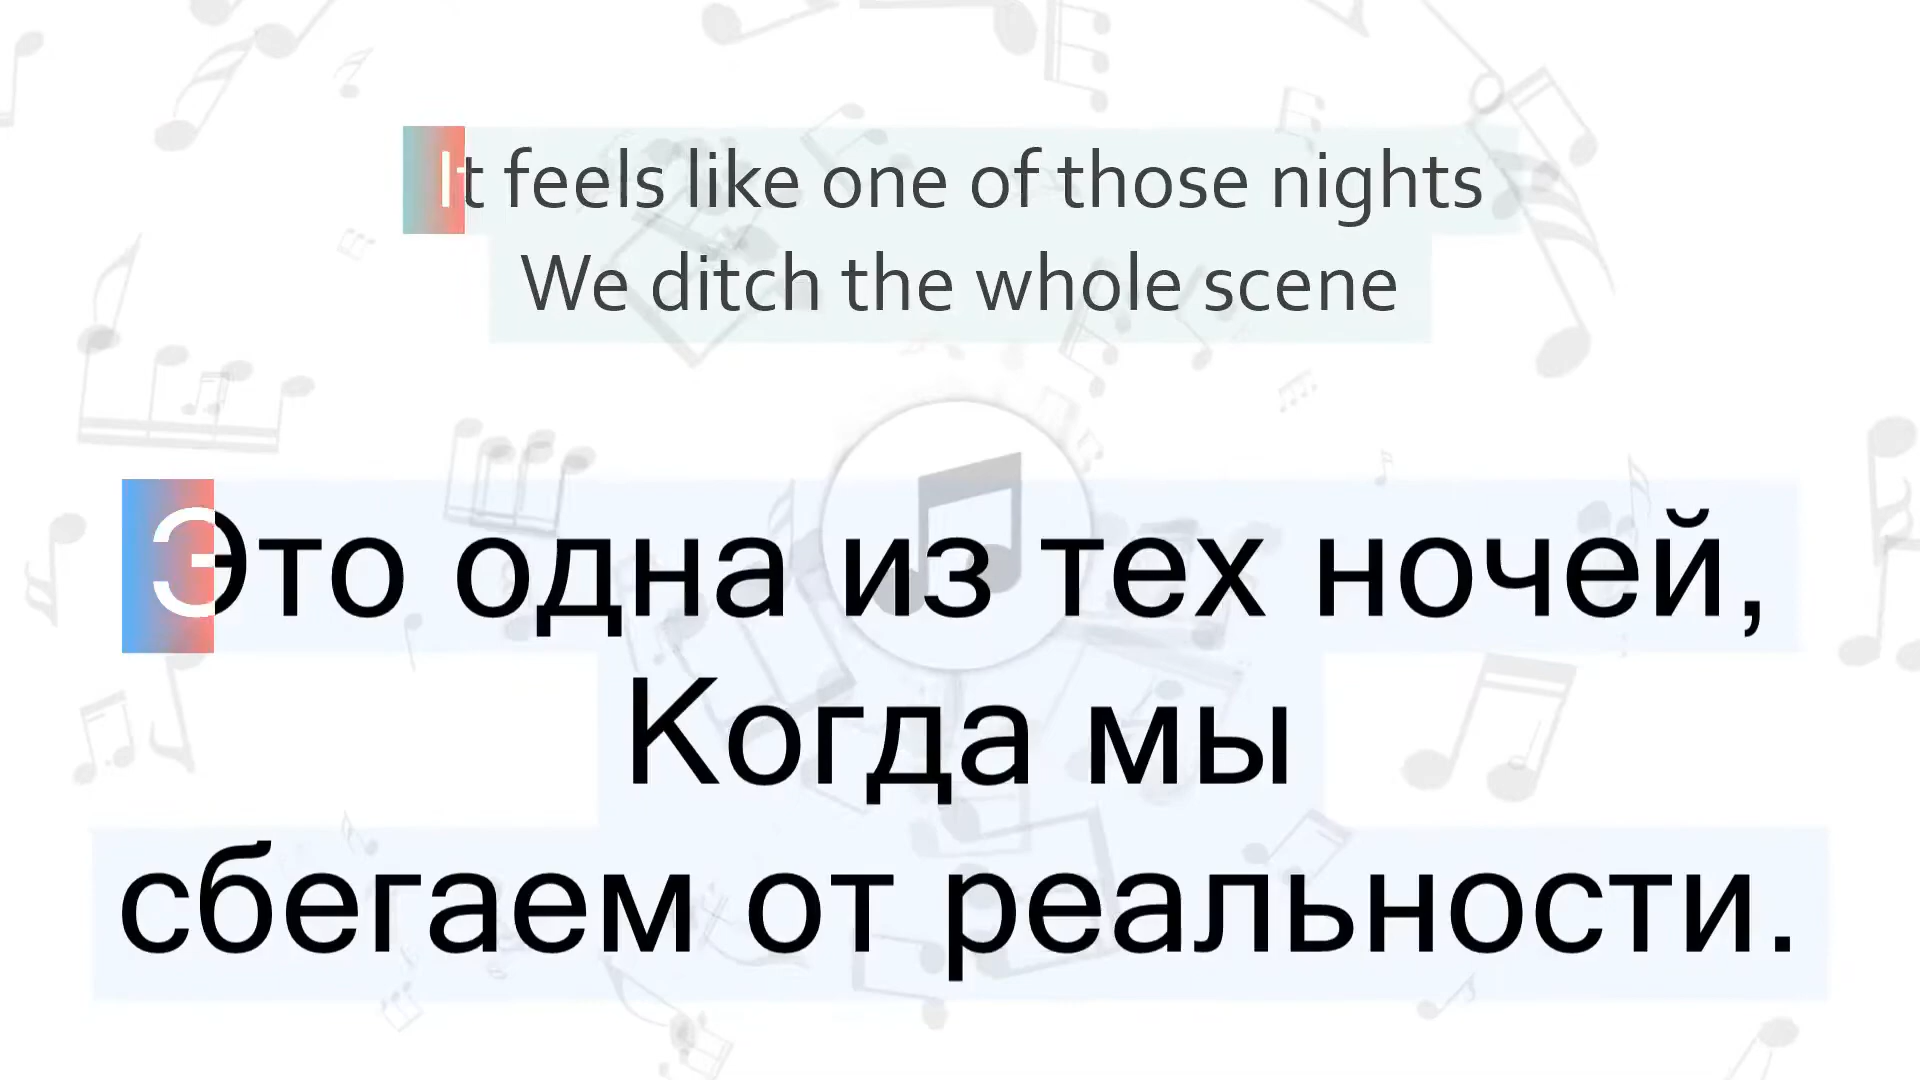 It feels like one of those nights
We ditch the whole scene
Это одна из тех ночей,
Когда мы
сбегаем от реальности.